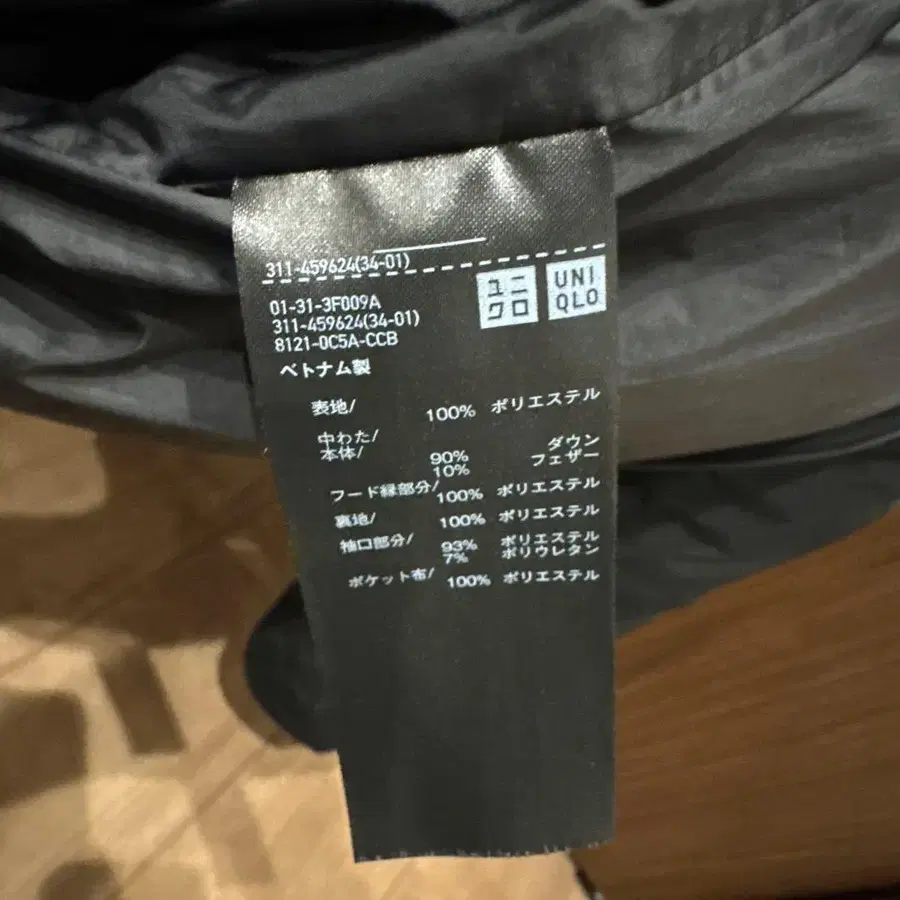 311-459624(34-01)
ユニ
クロ
UNI
QLO
01-31-3F009A
311-459624(34-01)
8121-0C5A-CCB
ベトナム製
表地/ 100% ポリエステル
中わた/
本体/ 90% ダウン
10% フェザー
フード縁部分/ 100% ポリエステル
裏地/ 100% ポリエステル
袖口部分/ 93% ポリエステル
7% ポリウレタン
ポケット布/ 100% ポリエステル